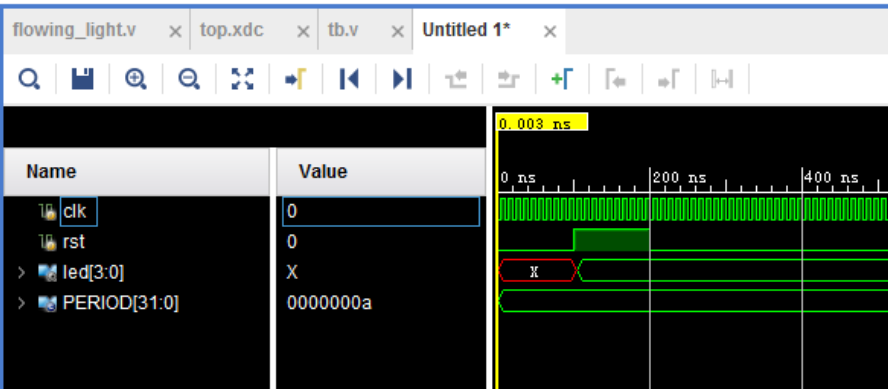 flowing_light.v × top.xdc × tb.v × Untitled 1* ×
0.003 ns
Name Value
0 ns 200 ns 400 ns
clk 0
rst 0
led[3:0] X X
PERIOD[31:0] 0000000a